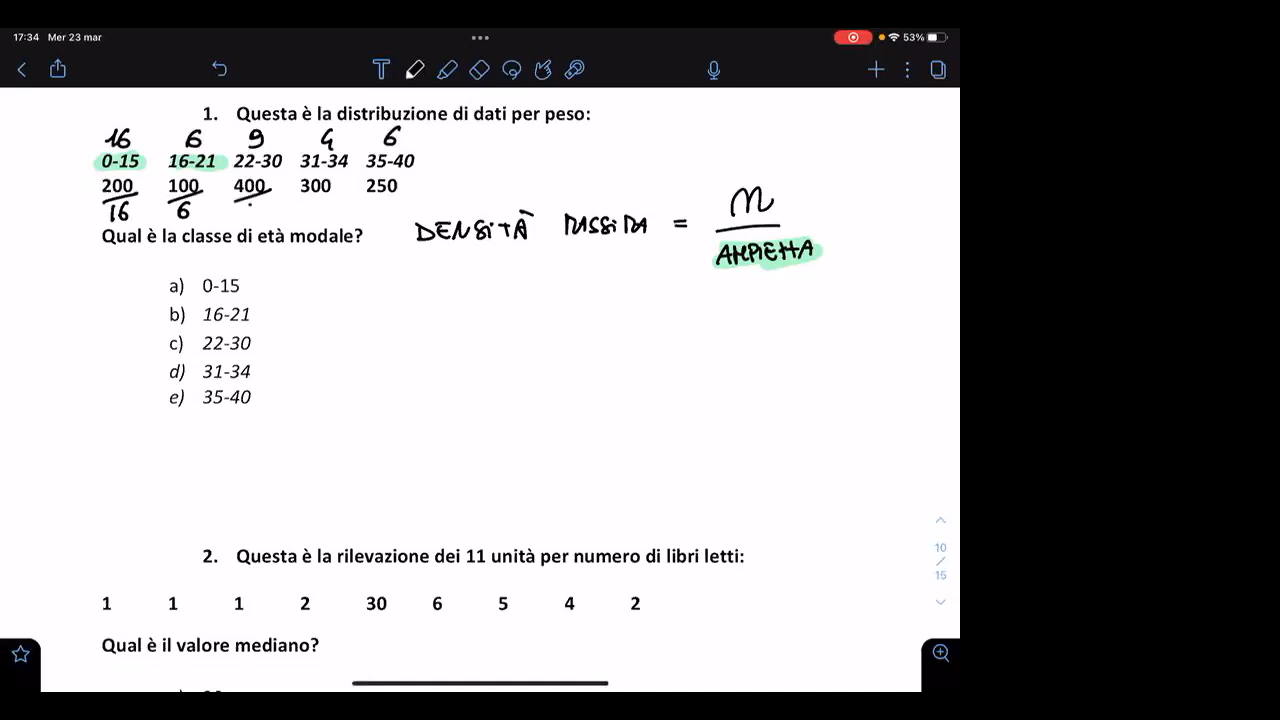 17:34 Mer 23 mar
53%
1. Questa è la distribuzione di dati per peso:
16 6 9 4 6
0-15 16-21 22-30 31-34 35-40
200 100 400 300 250
16 6
Qual è la classe di età modale?
DENSITÀ MASSIMA = n
AMPIEZZA
a) 0-15
b) 16-21
c) 22-30
d) 31-34
e) 35-40
2. Questa è la rilevazione dei 11 unità per numero di libri letti:
10
/
15
1 1 1 2 30 6 5 4 2
Qual è il valore mediano?